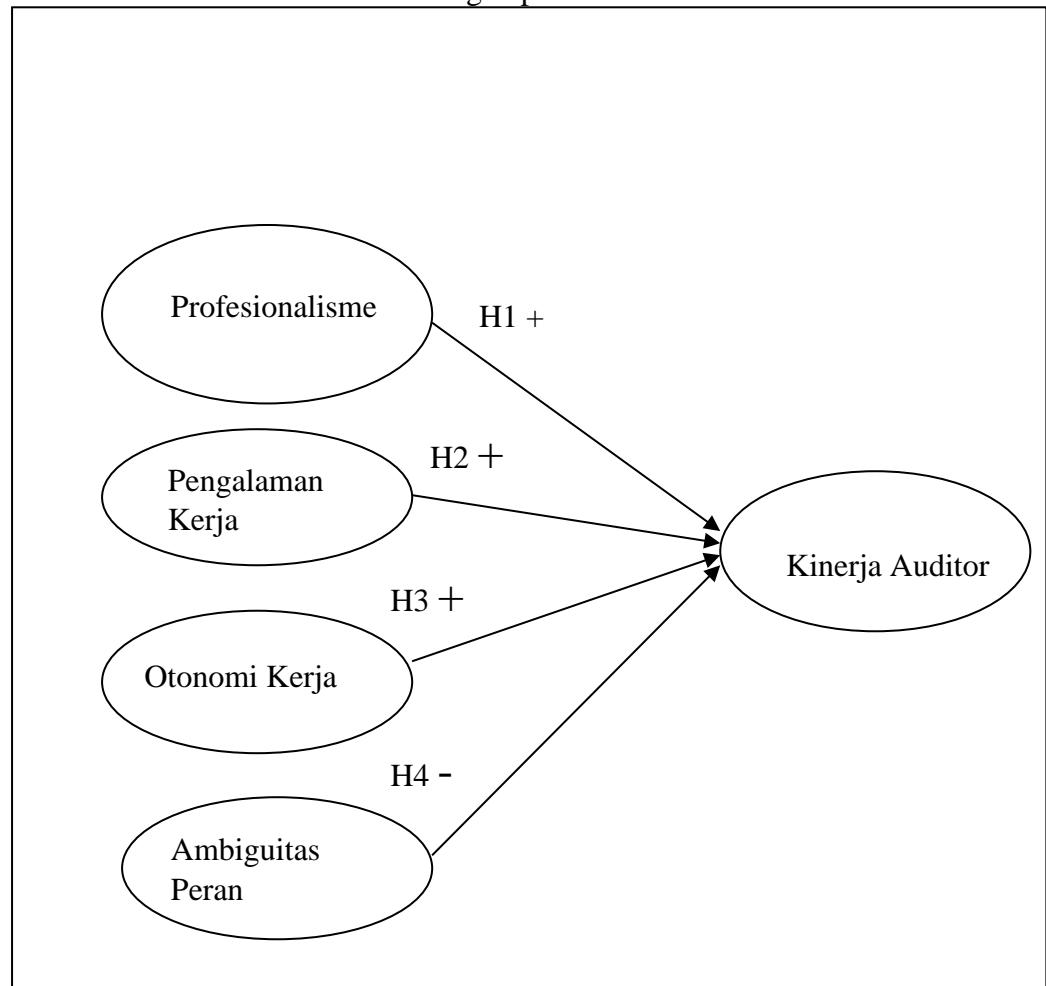 Profesionalisme
H1 +
H2 +
Pengalaman
Kerja
Kinerja Auditor
H3 +
Otonomi Kerja
H4 -
Ambiguitas
Peran